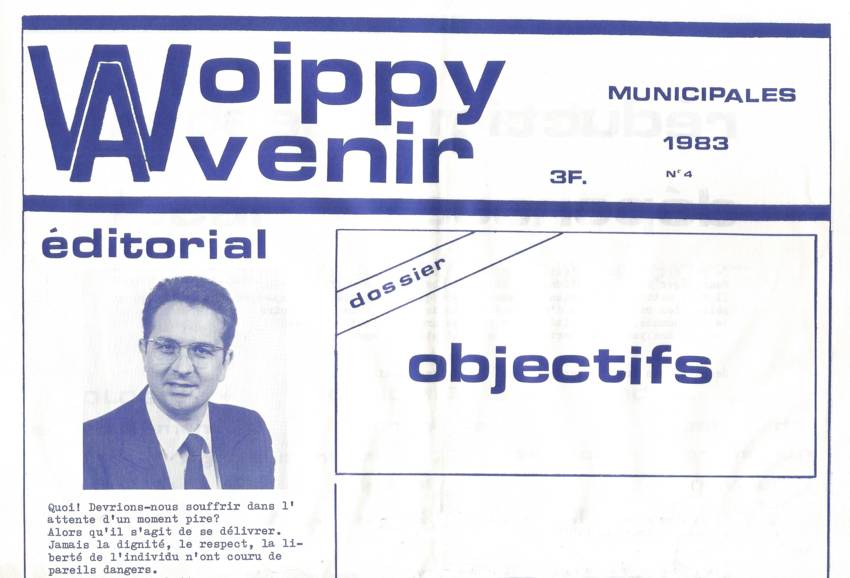 Woippy
Avenir
MUNICIPALES
1983
3F.
N°4
éditorial
dossier
objectifs
Quoi! Devrions-nous souffrir dans l'
attente d'un moment pire?
Alors qu'il s'agit de se délivrer.
Jamais la dignité, le respect, la li-
berté de l'individu n'ont couru de
pareils dangers.